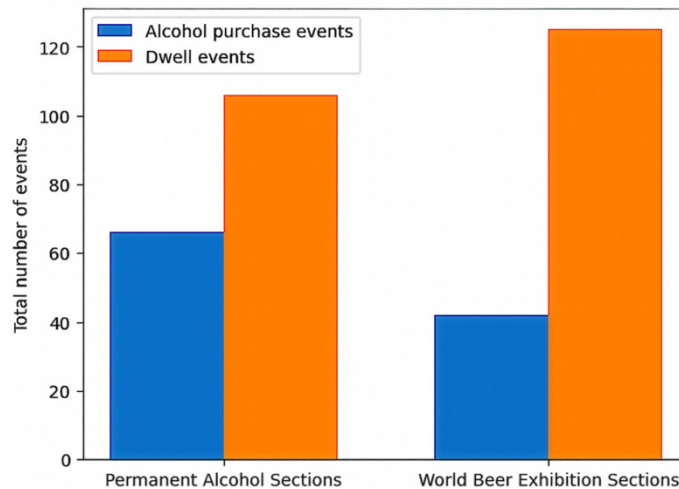 Alcohol purchase events
Dwell events
Total number of events
120
100
80
60
40
20
0
Permanent Alcohol Sections
World Beer Exhibition Sections